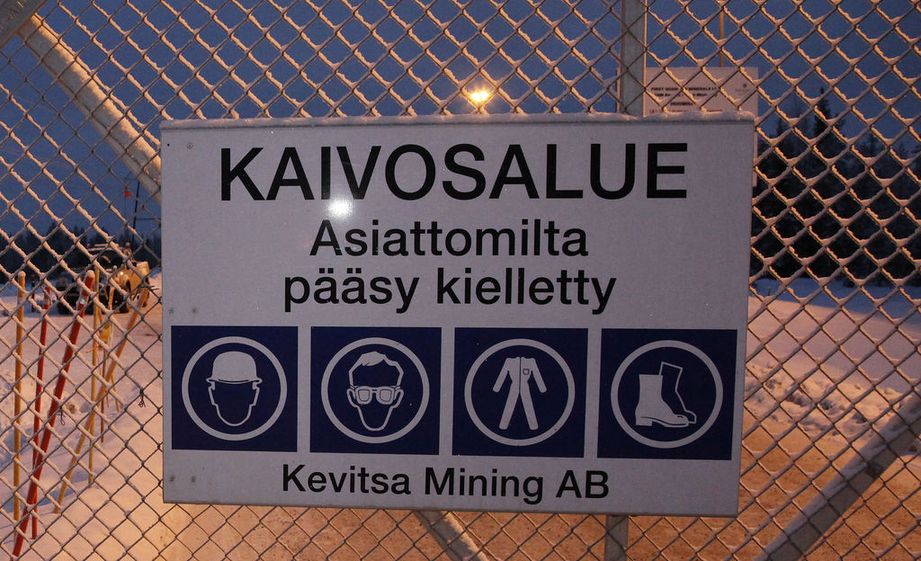 KAIVOSALUE
Asiattomilta
pääsy kielletty
Kevitsa Mining AB